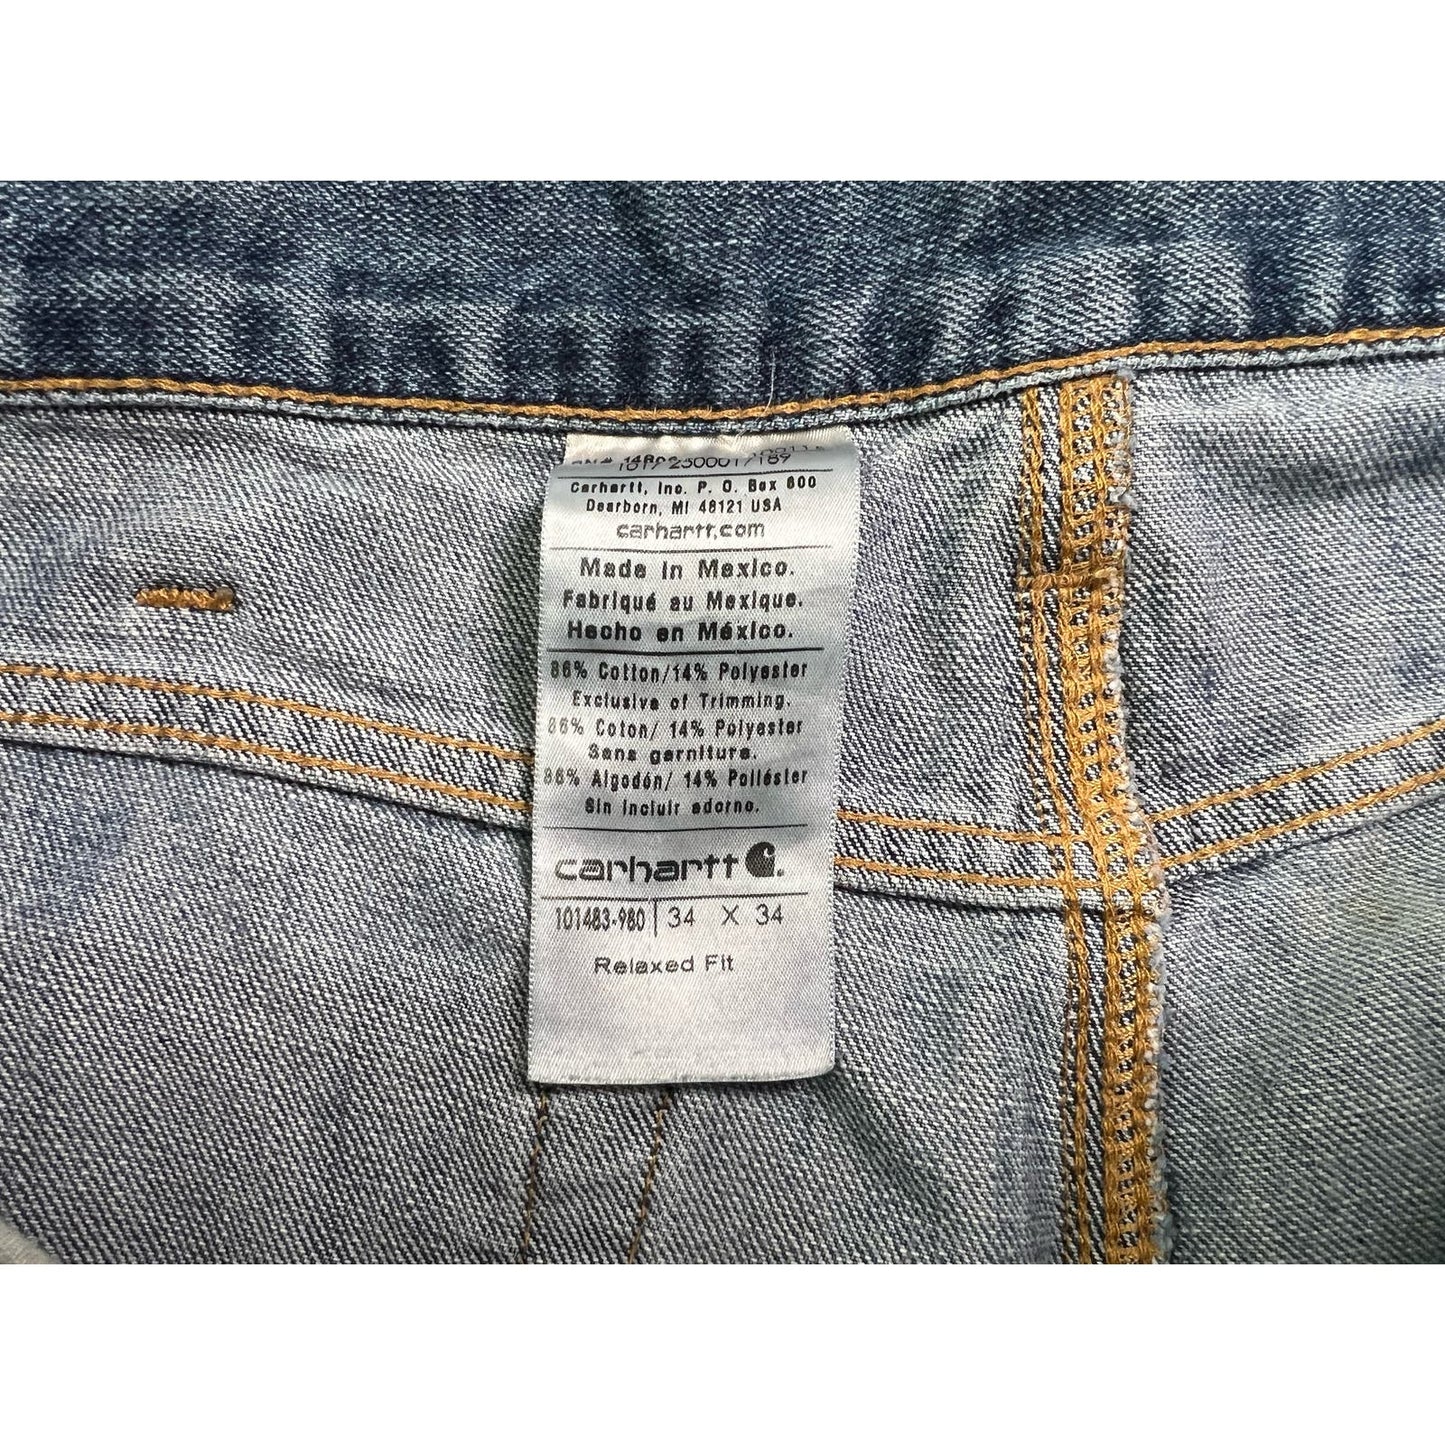 Carhartt, Inc. P. O. Box 600
Dearborn, MI 48121 USA
carhartt.com
Made in Mexico.
Fabriqué au Mexique.
Hecho en México.
86% Cotton/14% Polyester
Exclusive of Trimming.
86% Coton/ 14% Polyester
Sans garniture.
86% Algodón/ 14% Poliéster
Sin incluir adorno.
carhartt
101483-980 34 X 34
Relaxed Fit